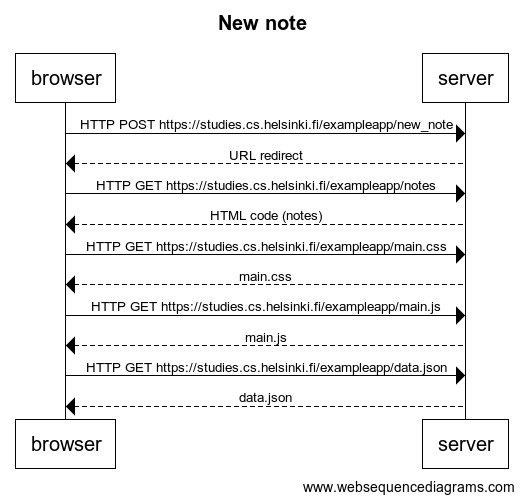 New note
browser server
HTTP POST https://studies.cs.helsinki.fi/exampleapp/new_note
URL redirect
HTTP GET https://studies.cs.helsinki.fi/exampleapp/notes
HTML code (notes)
HTTP GET https://studies.cs.helsinki.fi/exampleapp/main.css
main.css
HTTP GET https://studies.cs.helsinki.fi/exampleapp/main.js
main.js
HTTP GET https://studies.cs.helsinki.fi/exampleapp/data.json
data.json
browser server
www.websequencediagrams.com